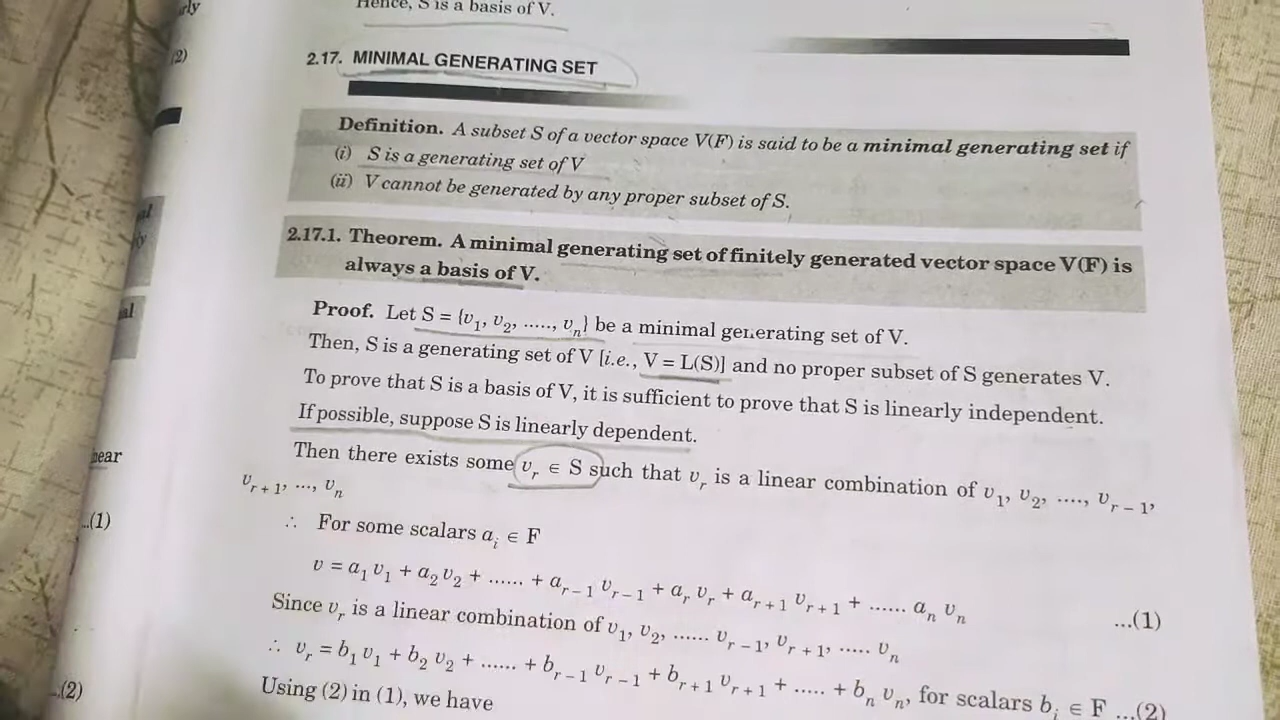 Hence, S is a basis of V.
2.17. MINIMAL GENERATING SET
Definition. A subset S of a vector space V(F) is said to be a minimal generating set if
(i) S is a generating set of V
(ii) V cannot be generated by any proper subset of S.
2.17.1. Theorem. A minimal generating set of finitely generated vector space V(F) is
always a basis of V.
Proof. Let S = {v₁, v₂, ....., vₙ} be a minimal generating set of V.
Then, S is a generating set of V [i.e., V = L(S)] and no proper subset of S generates V.
To prove that S is a basis of V, it is sufficient to prove that S is linearly independent.
If possible, suppose S is linearly dependent.
Then there exists some vᵣ ∈ S such that vᵣ is a linear combination of v₁, v₂, ...., vᵣ₋₁,
vᵣ₊₁, ..., vₙ
∴ For some scalars aᵢ ∈ F
v = a₁ v₁ + a₂ v₂ + ...... + aᵣ₋₁ vᵣ₋₁ + aᵣ vᵣ + aᵣ₊₁ vᵣ₊₁ + ...... aₙ vₙ ...(1)
Since vᵣ is a linear combination of v₁, v₂, ...... vᵣ₋₁, vᵣ₊₁, ..... vₙ
∴ vᵣ = b₁ v₁ + b₂ v₂ + ...... + bᵣ₋₁ vᵣ₋₁ + bᵣ₊₁ vᵣ₊₁ + ..... + bₙ vₙ, for scalars bᵢ ∈ F ...(2)
Using (2) in (1), we have
(2)
...(1)
...(2)